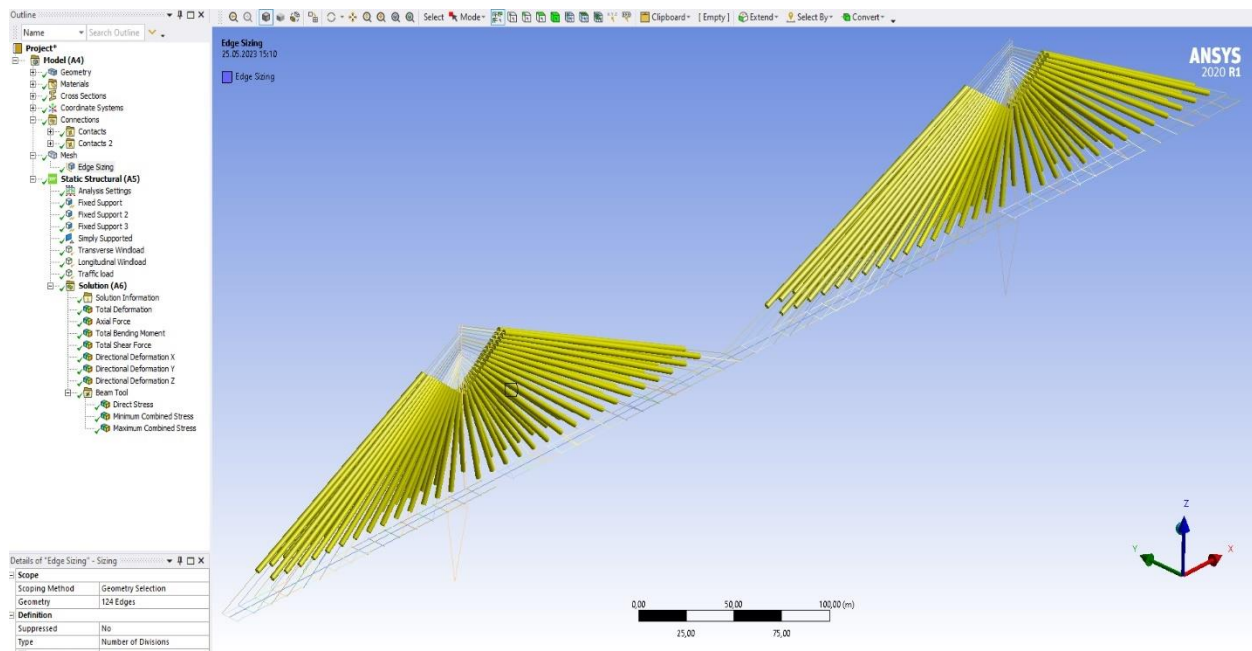 Outline
Name
Search Outline
Project*
Model (A4)
Geometry
Materials
Cross Sections
Coordinate Systems
Connections
Contacts
Contacts 2
Mesh
Edge Sizing
Static Structural (A5)
Analysis Settings
Fixed Support
Fixed Support 2
Fixed Support 3
Simply Supported
Transverse Windload
Longitudinal Windload
Traffic load
Solution (A6)
Solution Information
Total Deformation
Axial Force
Total Bending Moment
Total Shear Force
Directional Deformation X
Directional Deformation Y
Directional Deformation Z
Beam Tool
Direct Stress
Minimum Combined Stress
Maximum Combined Stress
Details of "Edge Sizing" - Sizing
Scope
Scoping Method Geometry Selection
Geometry 124 Edges
Definition
Suppressed No
Type Number of Divisions
Select Mode Clipboard [Empty] Extend Select By Convert
Edge Sizing
25.05.2023 15:10
Edge Sizing
ANSYS
2020 R1
Z
Y
X
0,00 50,00 100,00 (m)
25,00 75,00